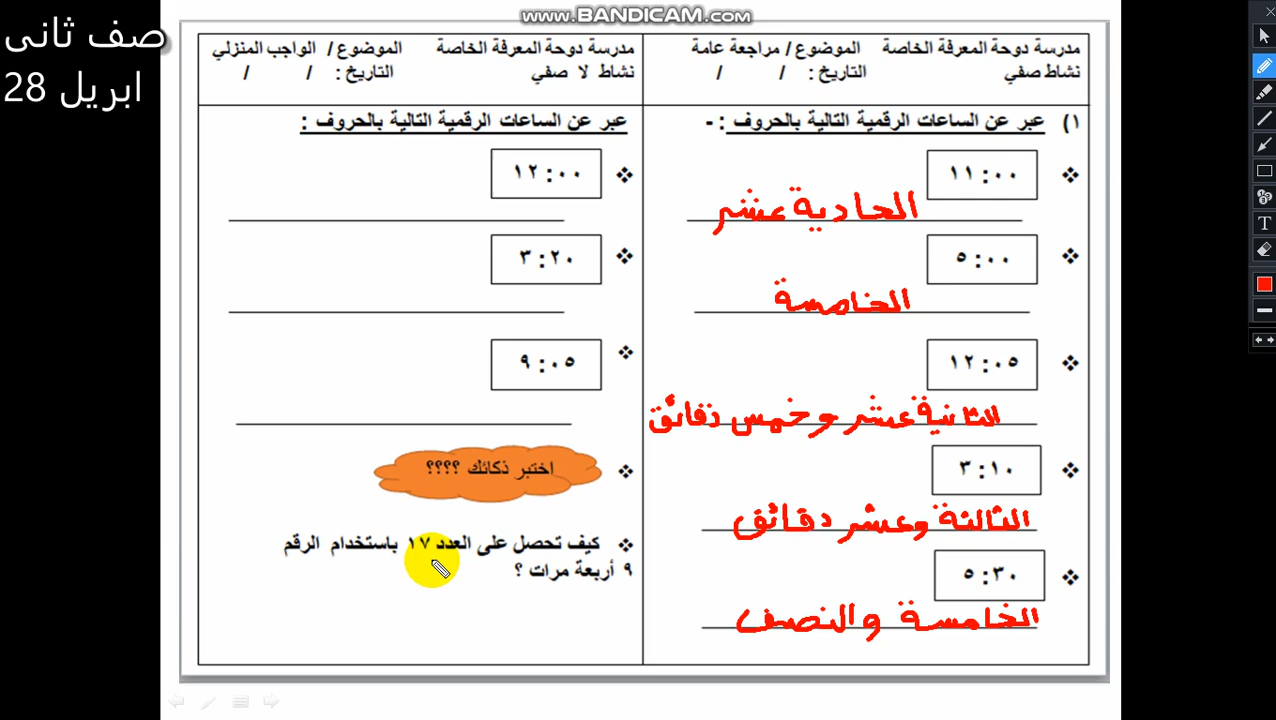 www.BANDICAM.com
صف ثانى
ابريل 28
مدرسة دوحة المعرفة الخاصة الموضوع / مراجعة عامة
نشاط صفي التاريخ : / /
١) عبر عن الساعات الرقمية التالية بالحروف : -
❖ ١١:٠٠
الحادية عشر
❖ ٥:٠٠
الخامسة
❖ ١٢:٠٥
الثانية عشر و خمس دقائق
❖ ٣:١٠
الثالثة وعشر دقائق
❖ ٥:٣٠
الخامسة والنصف
مدرسة دوحة المعرفة الخاصة الموضوع / الواجب المنزلي
نشاط لا صفي التاريخ : / /
عبر عن الساعات الرقمية التالية بالحروف :
❖ ١٢:٠٠
❖ ٣:٢٠
❖ ٩:٠٥
❖ اختبر ذكائك ؟؟؟؟
❖ كيف تحصل على العدد ١٧ باستخدام الرقم
٩ أربعة مرات ؟